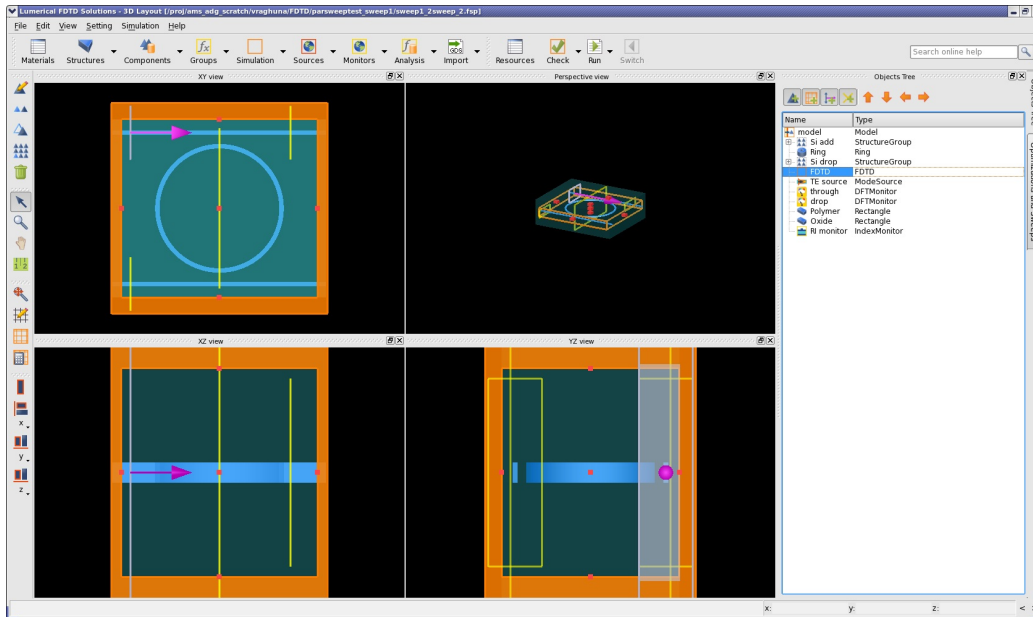 Lumerical FDTD Solutions - 3D Layout [/proj/ams_adg_scratch/vraghuna/FDTD/parsweeptest_sweep1/sweep1_2sweep_2.fsp]
File Edit View Setting Simulation Help
Materials Structures Components Groups Simulation Sources Monitors Analysis Import Resources Check Run Switch
Search online help
XY view
Perspective view
Objects Tree
Name Type
model Model
Si add StructureGroup
Ring Ring
Si drop StructureGroup
FDTD FDTD
TE source ModeSource
through DFTMonitor
drop DFTMonitor
Polymer Rectangle
Oxide Rectangle
RI monitor IndexMonitor
XZ view
YZ view
x
y
z
x: y: z: